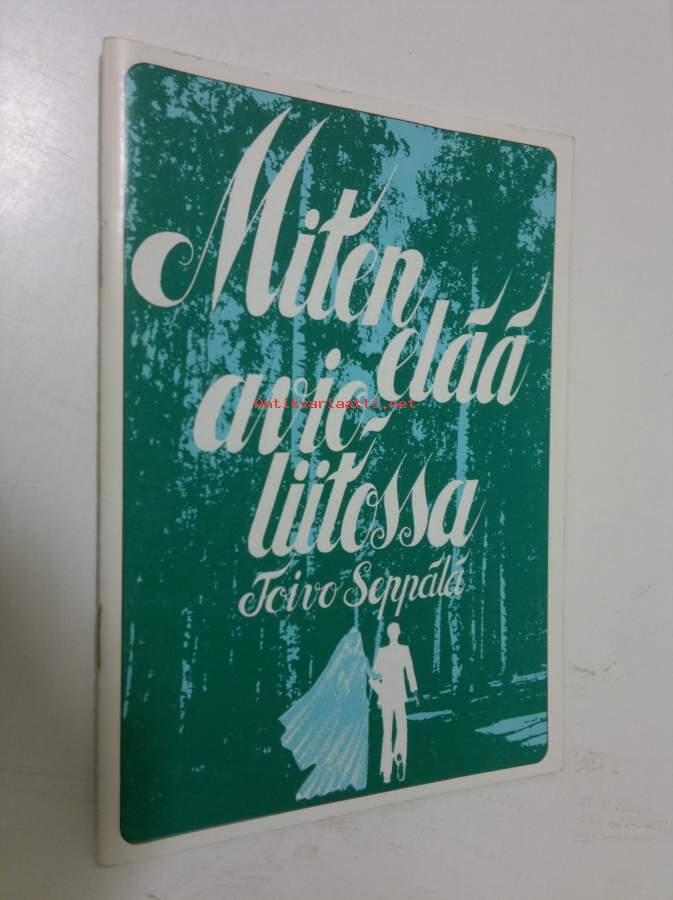 Miten
elää
avio-
liitossa
Toivo Seppälä
Antikvariaatti.net